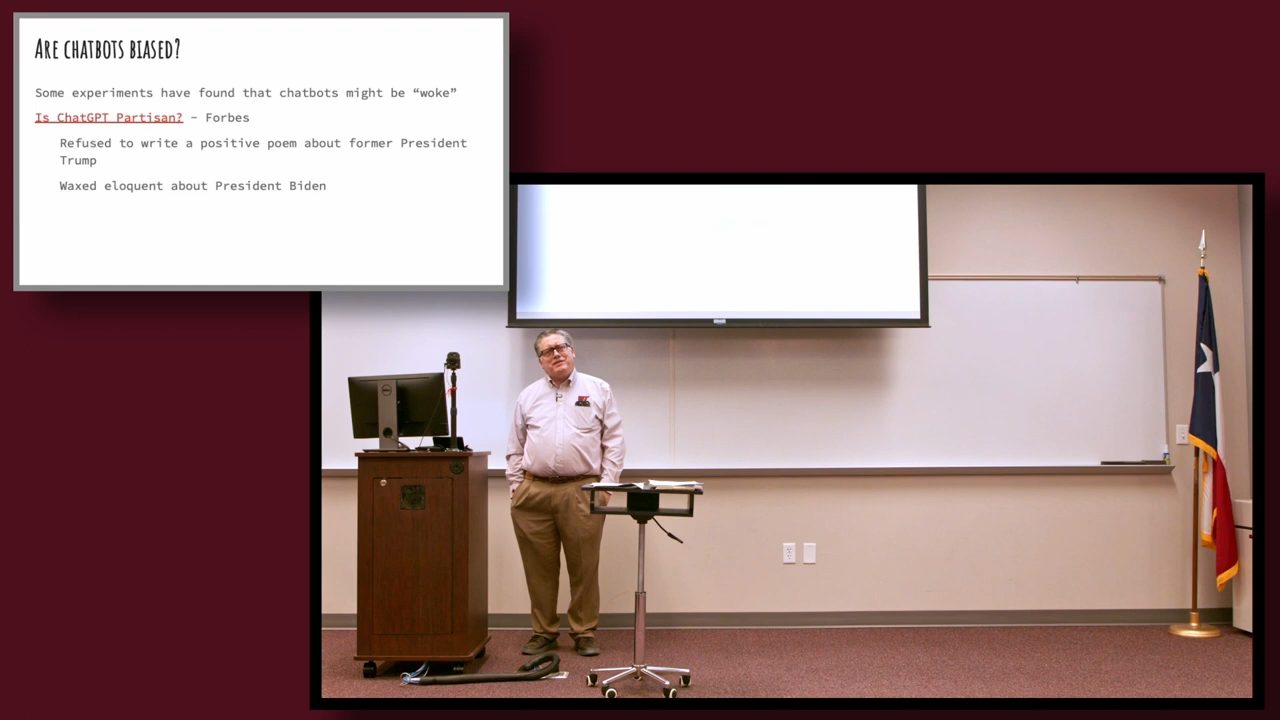 Are chatbots biased?
Some experiments have found that chatbots might be “woke”
Is ChatGPT Partisan? – Forbes
Refused to write a positive poem about former President
Trump
Waxed eloquent about President Biden